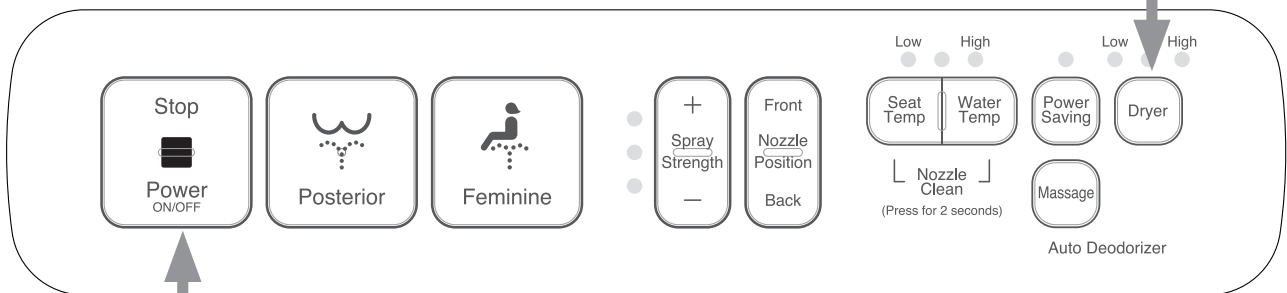 Stop
Power
ON/OFF
Posterior
Feminine
+
Spray
Strength
—
Front
Nozzle
Position
Back
Low High
Seat
Temp
Water
Temp
Nozzle
Clean
(Press for 2 seconds)
Power
Saving
Low High
Dryer
Massage
Auto Deodorizer